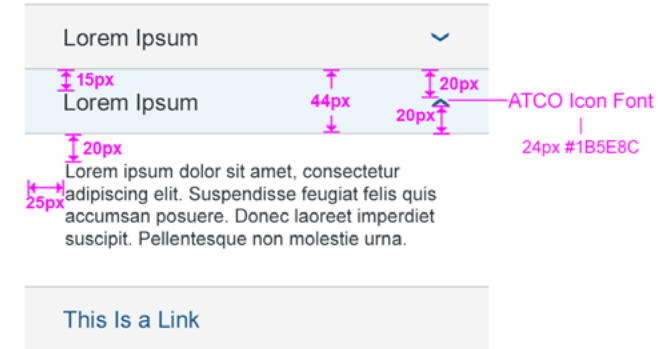 Lorem Ipsum
15px
20px
Lorem Ipsum
44px
20px
ATCO Icon Font
24px #1B5E8C
20px
Lorem ipsum dolor sit amet, consectetur
adipiscing elit. Suspendisse feugiat felis quis
25px
accumsan posuere. Donec laoreet imperdiet
suscipit. Pellentesque non molestie urna.
This Is a Link